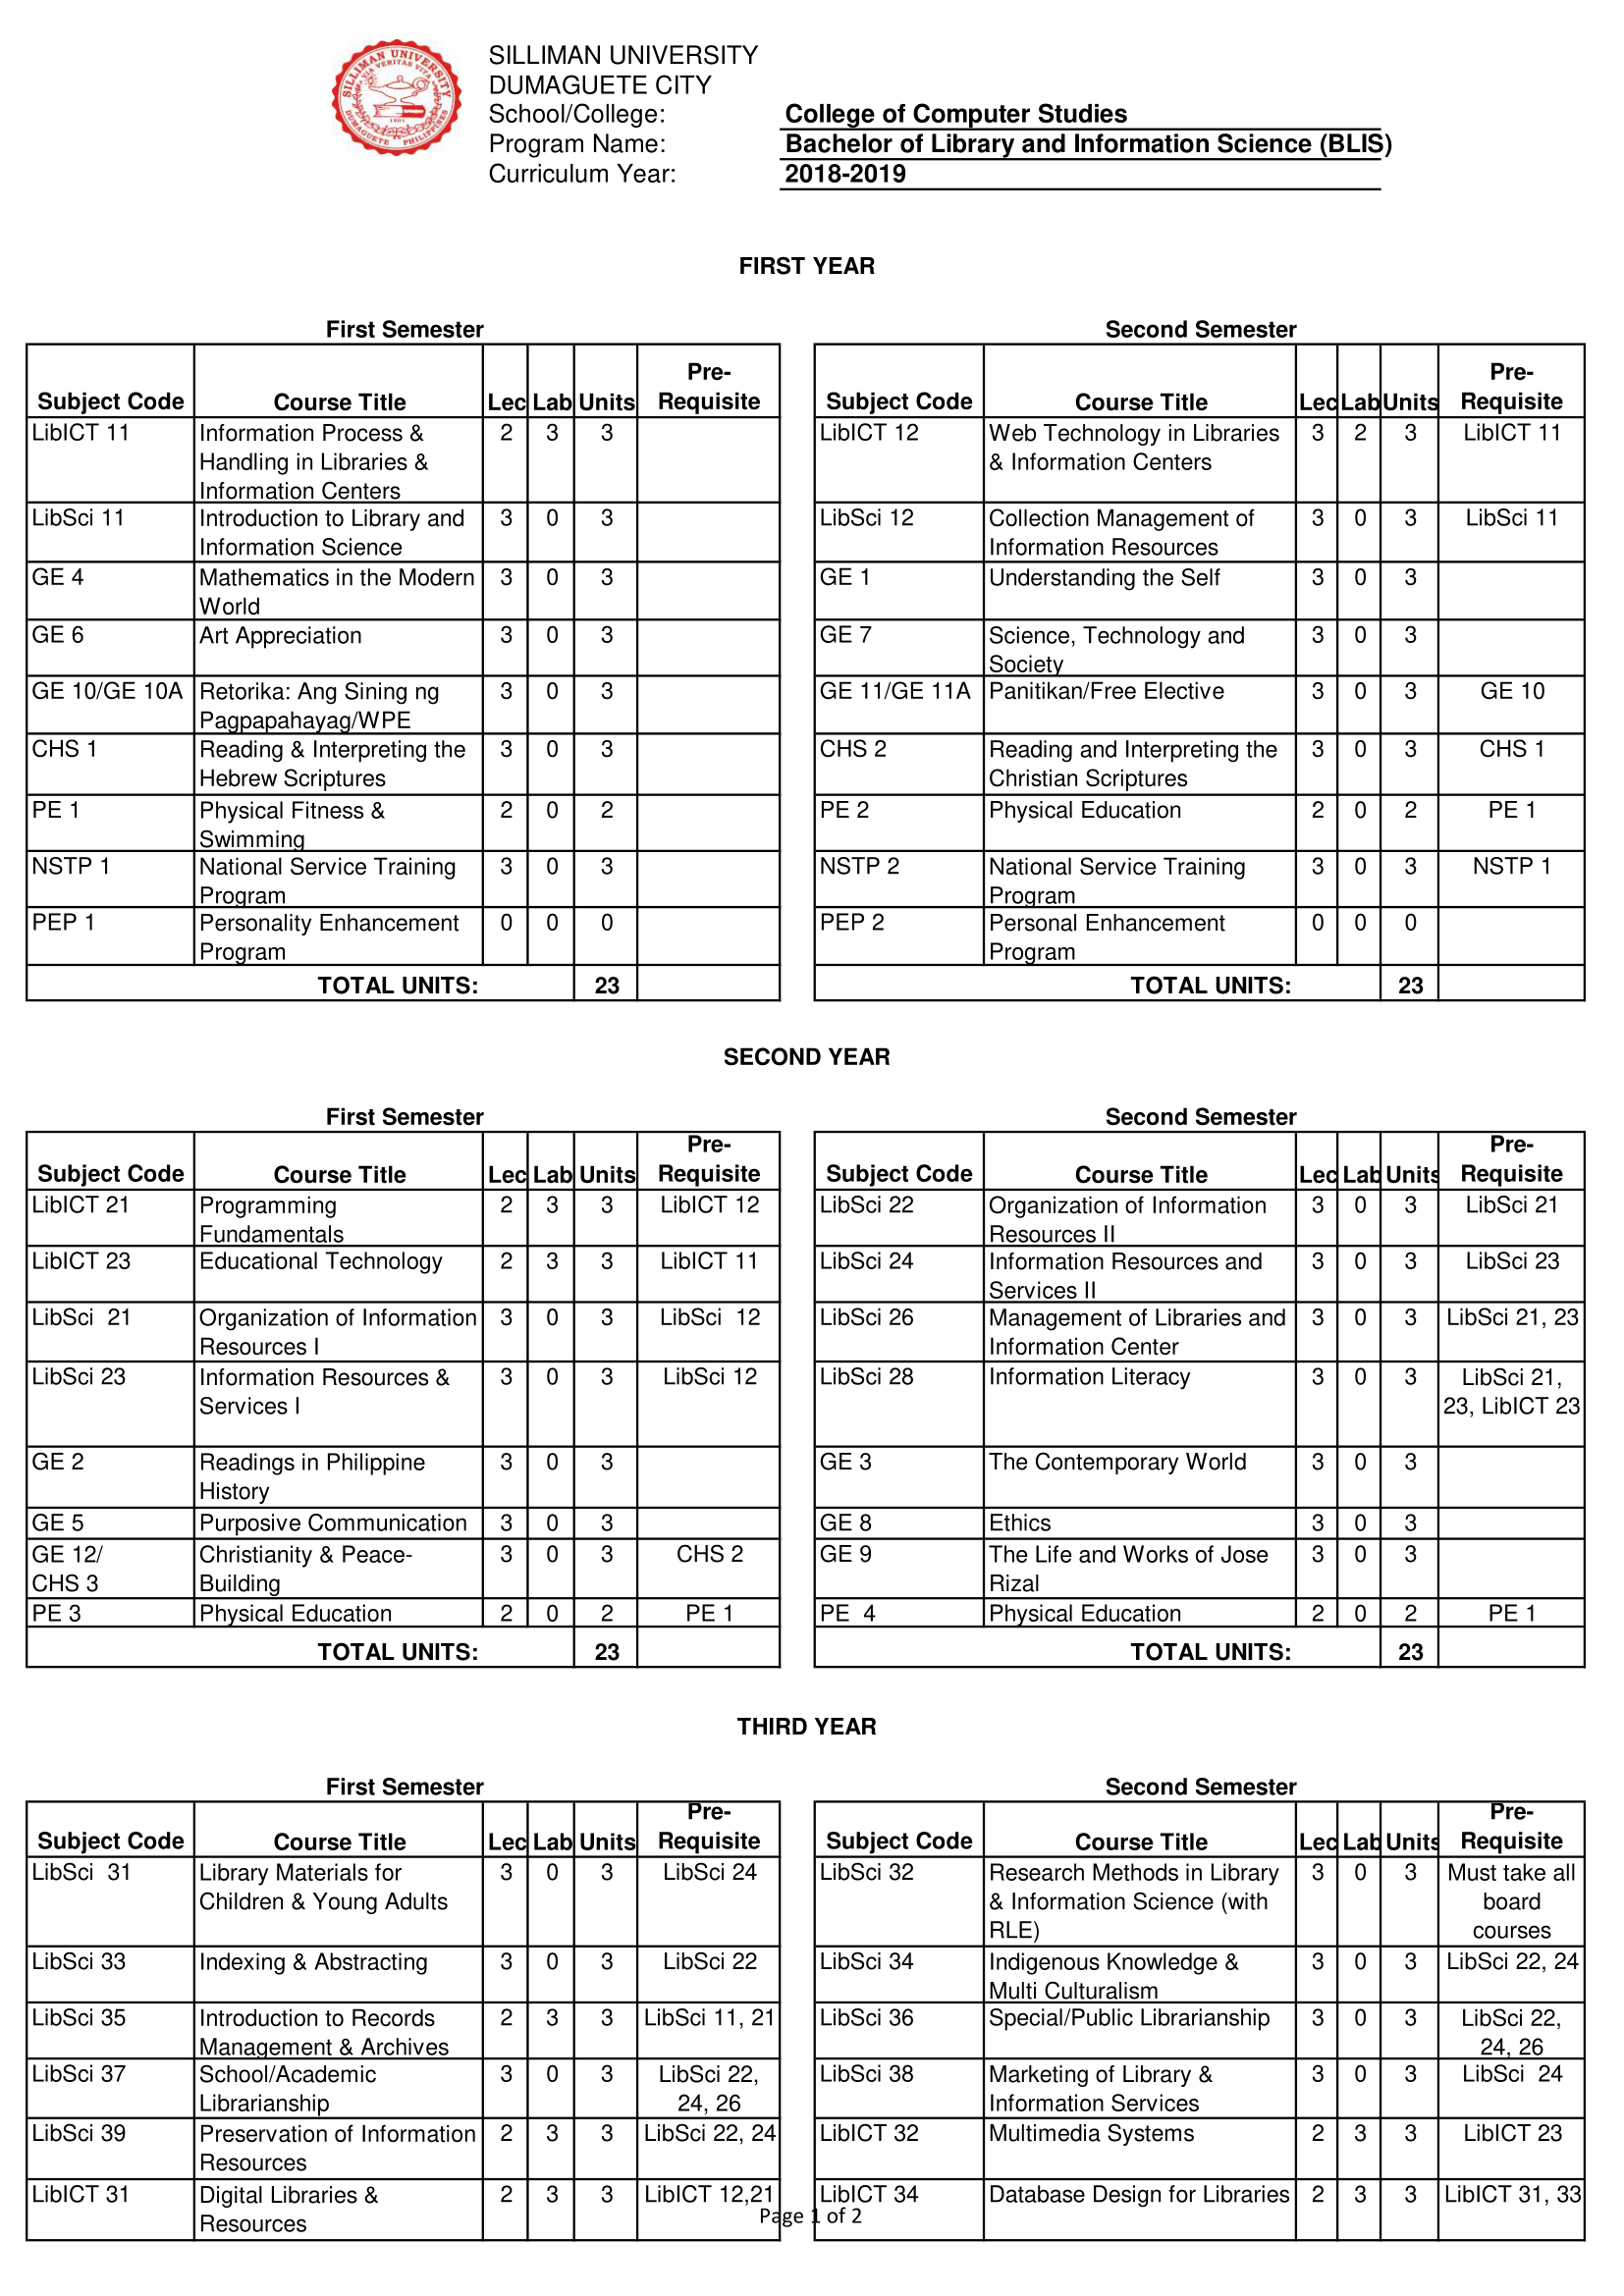 SILLIMAN UNIVERSITY
DUMAGUETE CITY
School/College: College of Computer Studies
Program Name: Bachelor of Library and Information Science (BLIS)
Curriculum Year: 2018-2019
SILLIMAN UNIVERSITY
VIA VERITAS VITA
1901
DUMAGUETE PHILIPPINES
FIRST YEAR
First Semester
Subject Code Course Title Lec Lab Units Pre-Requisite
LibICT 11 Information Process & Handling in Libraries & Information Centers 2 3 3
LibSci 11 Introduction to Library and Information Science 3 0 3
GE 4 Mathematics in the Modern World 3 0 3
GE 6 Art Appreciation 3 0 3
GE 10/GE 10A Retorika: Ang Sining ng Pagpapahayag/WPE 3 0 3
CHS 1 Reading & Interpreting the Hebrew Scriptures 3 0 3
PE 1 Physical Fitness & Swimming 2 0 2
NSTP 1 National Service Training Program 3 0 3
PEP 1 Personality Enhancement Program 0 0 0
TOTAL UNITS: 23
Second Semester
Subject Code Course Title Lec Lab Units Pre-Requisite
LibICT 12 Web Technology in Libraries & Information Centers 3 2 3 LibICT 11
LibSci 12 Collection Management of Information Resources 3 0 3 LibSci 11
GE 1 Understanding the Self 3 0 3
GE 7 Science, Technology and Society 3 0 3
GE 11/GE 11A Panitikan/Free Elective 3 0 3 GE 10
CHS 2 Reading and Interpreting the Christian Scriptures 3 0 3 CHS 1
PE 2 Physical Education 2 0 2 PE 1
NSTP 2 National Service Training Program 3 0 3 NSTP 1
PEP 2 Personal Enhancement Program 0 0 0
TOTAL UNITS: 23
SECOND YEAR
First Semester
Subject Code Course Title Lec Lab Units Pre-Requisite
LibICT 21 Programming Fundamentals 2 3 3 LibICT 12
LibICT 23 Educational Technology 2 3 3 LibICT 11
LibSci 21 Organization of Information Resources I 3 0 3 LibSci 12
LibSci 23 Information Resources & Services I 3 0 3 LibSci 12
GE 2 Readings in Philippine History 3 0 3
GE 5 Purposive Communication 3 0 3
GE 12/ CHS 3 Christianity & Peace-Building 3 0 3 CHS 2
PE 3 Physical Education 2 0 2 PE 1
TOTAL UNITS: 23
Second Semester
Subject Code Course Title Lec Lab Units Pre-Requisite
LibSci 22 Organization of Information Resources II 3 0 3 LibSci 21
LibSci 24 Information Resources and Services II 3 0 3 LibSci 23
LibSci 26 Management of Libraries and Information Center 3 0 3 LibSci 21, 23
LibSci 28 Information Literacy 3 0 3 LibSci 21, 23, LibICT 23
GE 3 The Contemporary World 3 0 3
GE 8 Ethics 3 0 3
GE 9 The Life and Works of Jose Rizal 3 0 3
PE 4 Physical Education 2 0 2 PE 1
TOTAL UNITS: 23
THIRD YEAR
First Semester
Subject Code Course Title Lec Lab Units Pre-Requisite
LibSci 31 Library Materials for Children & Young Adults 3 0 3 LibSci 24
LibSci 33 Indexing & Abstracting 3 0 3 LibSci 22
LibSci 35 Introduction to Records Management & Archives 2 3 3 LibSci 11, 21
LibSci 37 School/Academic Librarianship 3 0 3 LibSci 22, 24, 26
LibSci 39 Preservation of Information Resources 2 3 3 LibSci 22, 24
LibICT 31 Digital Libraries & Resources 2 3 3 LibICT 12,21
Second Semester
Subject Code Course Title Lec Lab Units Pre-Requisite
LibSci 32 Research Methods in Library & Information Science (with RLE) 3 0 3 Must take all board courses
LibSci 34 Indigenous Knowledge & Multi Culturalism 3 0 3 LibSci 22, 24
LibSci 36 Special/Public Librarianship 3 0 3 LibSci 22, 24, 26
LibSci 38 Marketing of Library & Information Services 3 0 3 LibSci 24
LibICT 32 Multimedia Systems 2 3 3 LibICT 23
LibICT 34 Database Design for Libraries 2 3 3 LibICT 31, 33
Page 1 of 2